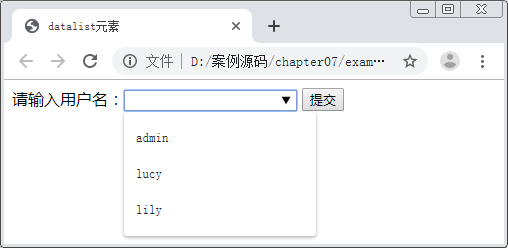 datalist元素
文件 D:/案例源码/chapter07/exam…
请输入用户名：提交
admin
lucy
lily